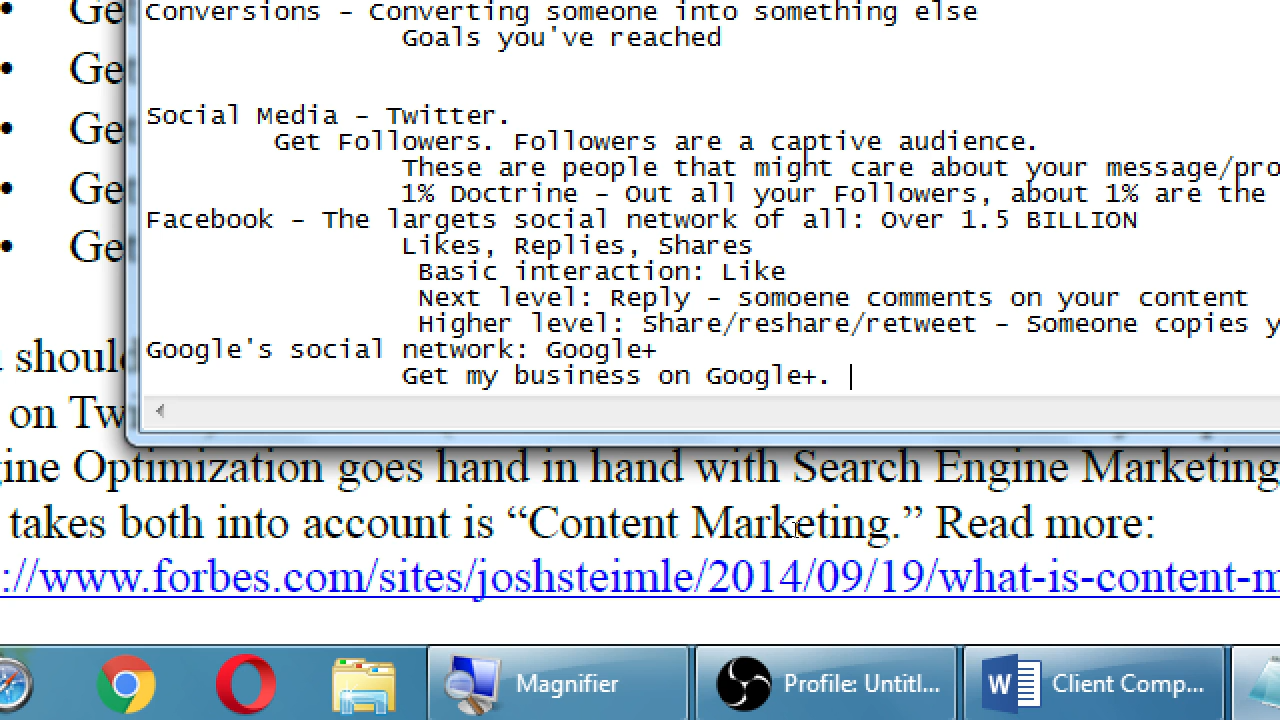 Conversions – Converting someone into something else
Goals you've reached
Social Media – Twitter.
Get Followers. Followers are a captive audience.
These are people that might care about your message/pro
1% Doctrine – Out all your Followers, about 1% are the
Facebook – The largets social network of all: Over 1.5 BILLION
Likes, Replies, Shares
Basic interaction: Like
Next level: Reply – somoene comments on your content
Higher level: Share/reshare/retweet – Someone copies y
Google's social network: Google+
Get my business on Google+.
• Ge
• Ge
• Ge
• Ge
• Ge
shoul
on Tw
ine Optimization goes hand in hand with Search Engine Marketing
takes both into account is “Content Marketing.” Read more:
://www.forbes.com/sites/joshsteimle/2014/09/19/what-is-content-m
Magnifier
Profile: Untitl...
Client Comp...